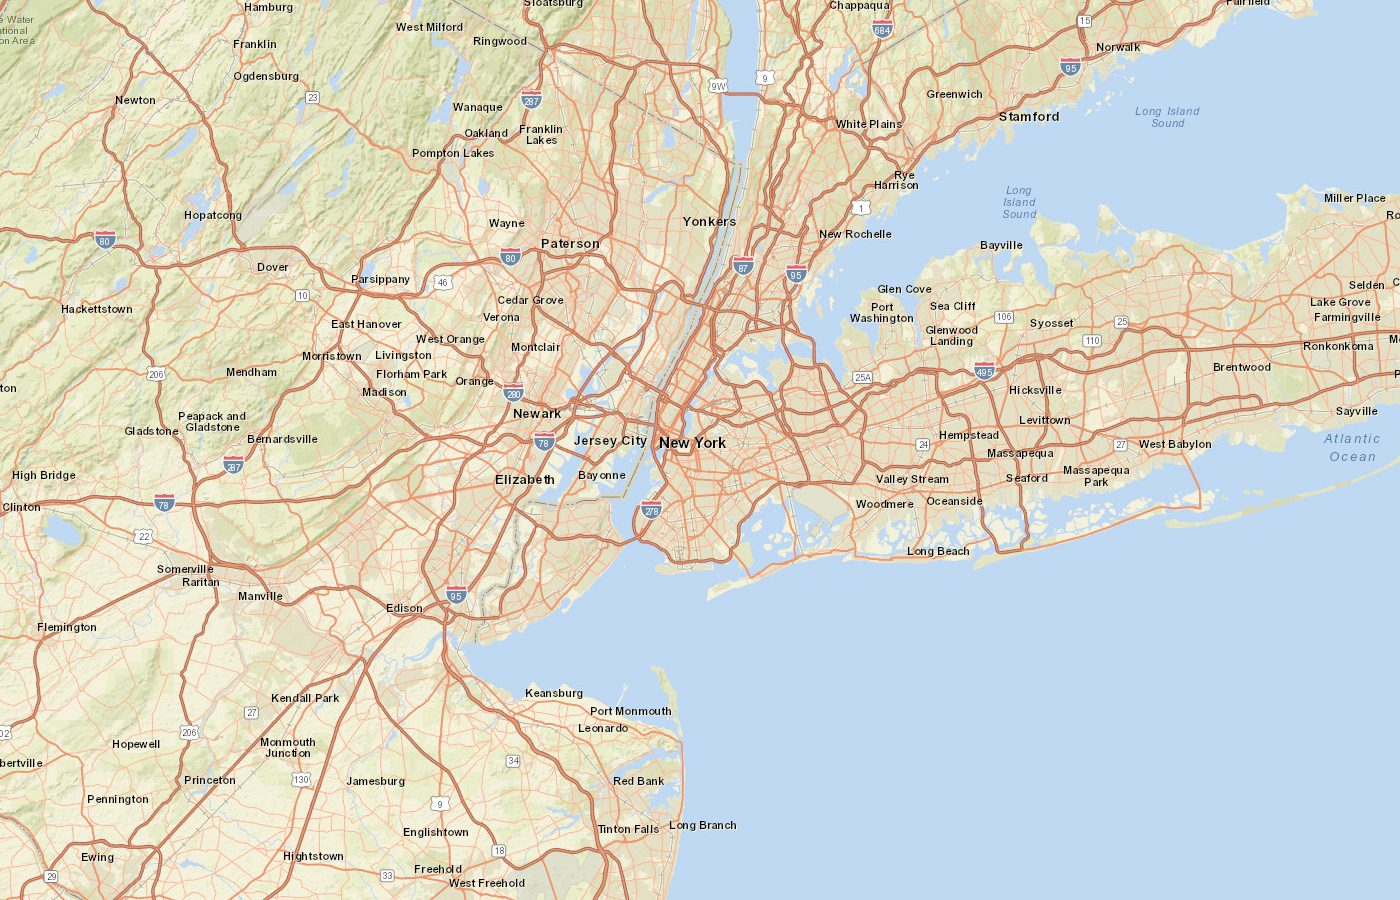 Hamburg
Sloatsburg
Chappaqua
Fairfield
Water
Area
West Milford
Ringwood
684
15
Norwalk
Franklin
Ogdensburg
9W
9
95
Newton
23
Wanaque
287
Greenwich
Long Island
Sound
Oakland
Franklin
Lakes
White Plains
Stamford
Pompton Lakes
Rye
Harrison
Long
Island
Sound
Miller Place
Hopatcong
Wayne
Yonkers
1
New Rochelle
80
Paterson
Bayville
80
87
95
Dover
Parsippany
46
Glen Cove
Selden
10
Cedar Grove
Port
Washington
Sea Cliff
Lake Grove
Hackettstown
Verona
106
Farmingville
East Hanover
Glenwood
Landing
Syosset
25
West Orange
110
Montclair
Ronkonkoma
Morristown
Livingston
206
Mendham
Florham Park
Orange
25A
495
Brentwood
Madison
280
Hicksville
Peapack and
Gladstone
Newark
Levittown
Sayville
Gladstone
Bernardsville
78
Jersey City
New York
24
Hempstead
27
West Babylon
Atlantic
Ocean
287
Massapequa
High Bridge
Elizabeth
Bayonne
Valley Stream
Seaford
Massapequa
Park
78
Clinton
278
Woodmere
Oceanside
22
Long Beach
Somerville
Raritan
Manville
95
Edison
Flemington
Keansburg
Kendall Park
27
Port Monmouth
206
Leonardo
Hopewell
Monmouth
Junction
34
Princeton
130
Jamesburg
Red Bank
Pennington
9
Tinton Falls
Long Branch
Englishtown
Ewing
Hightstown
18
Freehold
29
33
West Freehold